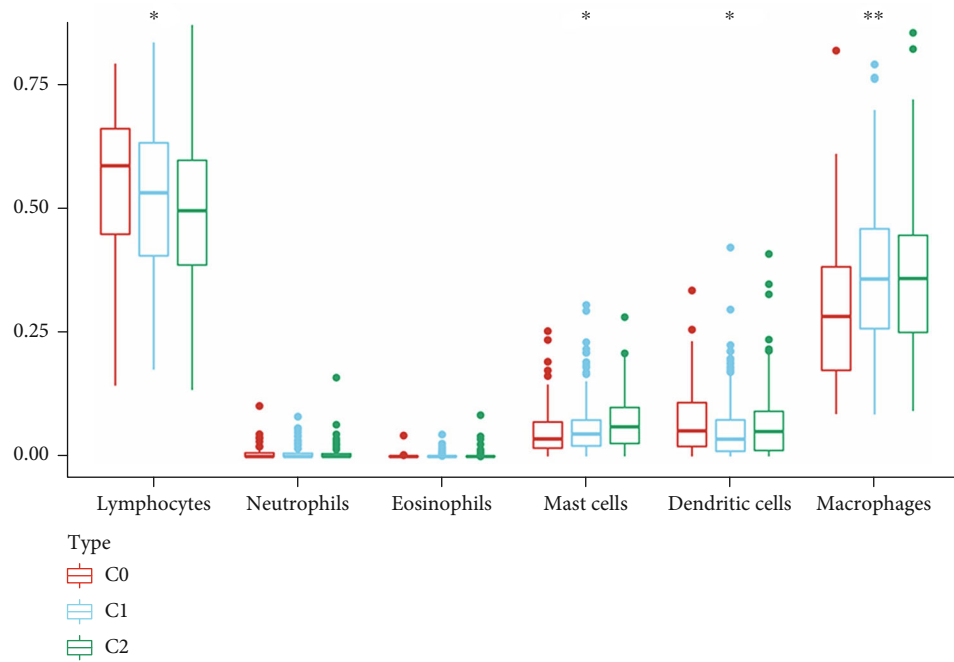 * * * **
0.75
0.50
0.25
0.00
Lymphocytes Neutrophils Eosinophils Mast cells Dendritic cells Macrophages
Type
C0
C1
C2